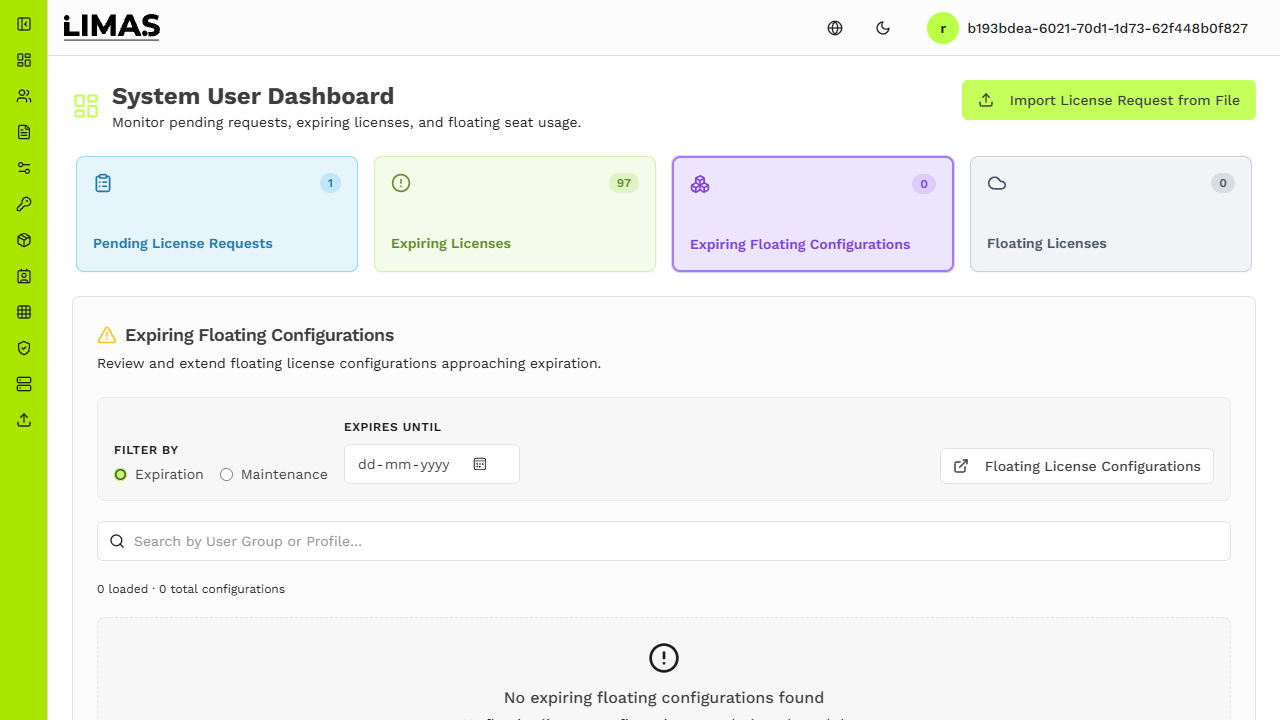 LIMAS
r
b193bdea-6021-70d1-1d73-62f448b0f827
System User Dashboard
Monitor pending requests, expiring licenses, and floating seat usage.
Import License Request from File
1
Pending License Requests
97
Expiring Licenses
0
Expiring Floating Configurations
0
Floating Licenses
Expiring Floating Configurations
Review and extend floating license configurations approaching expiration.
FILTER BY
Expiration
Maintenance
EXPIRES UNTIL
dd-mm-yyyy
Floating License Configurations
Search by User Group or Profile...
0 loaded · 0 total configurations
No expiring floating configurations found